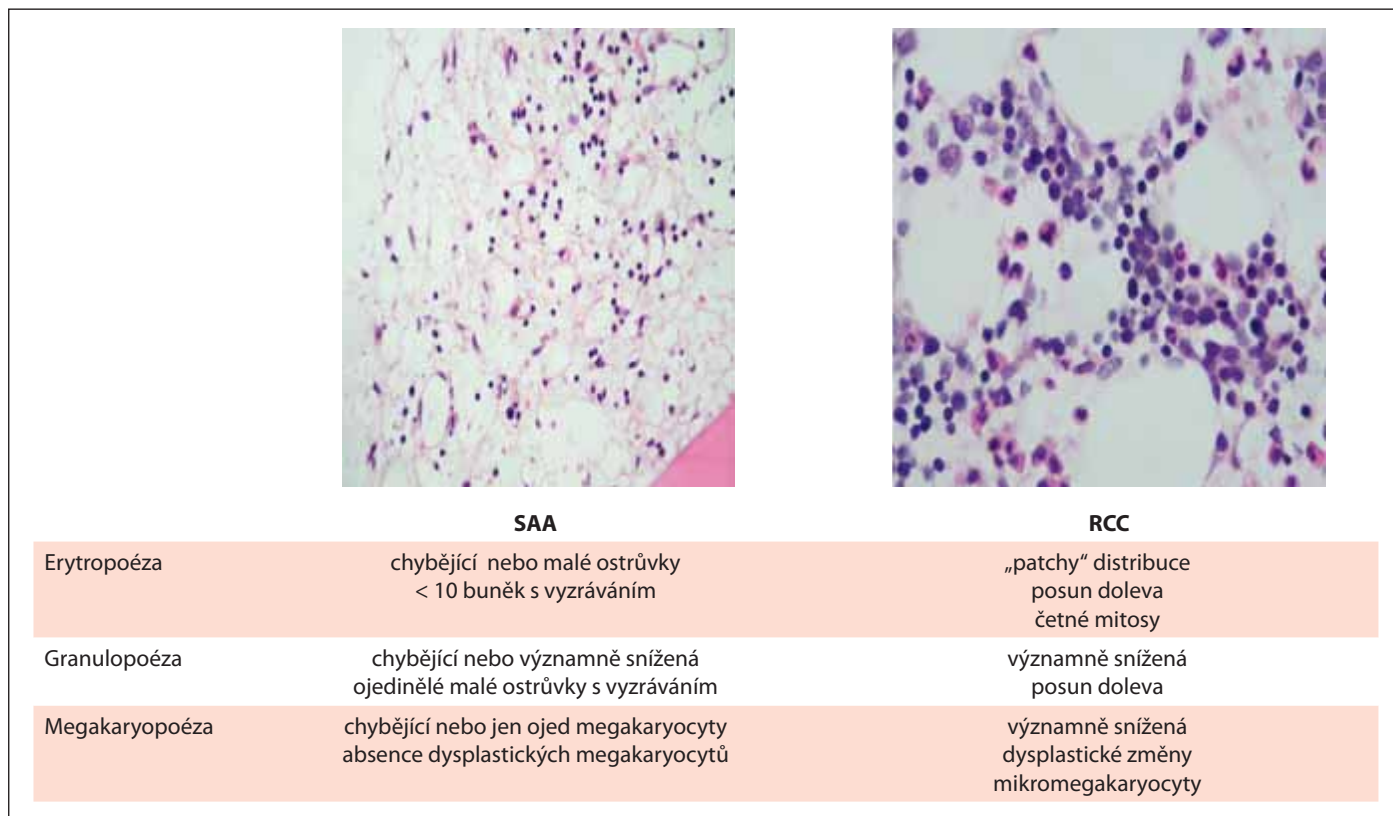 SAA RCC
Erytropoéza chybějící nebo malé ostrůvky „patchy“ distribuce
< 10 buněk s vyzráváním posun doleva
četné mitosy
Granulopoéza chybějící nebo významně snížená významně snížená
ojedinělé malé ostrůvky s vyzráváním posun doleva
Megakaryopoéza chybějící nebo jen ojed megakaryocyty významně snížená
absence dysplastických megakaryocytů dysplastické změny
mikromegakaryocyty